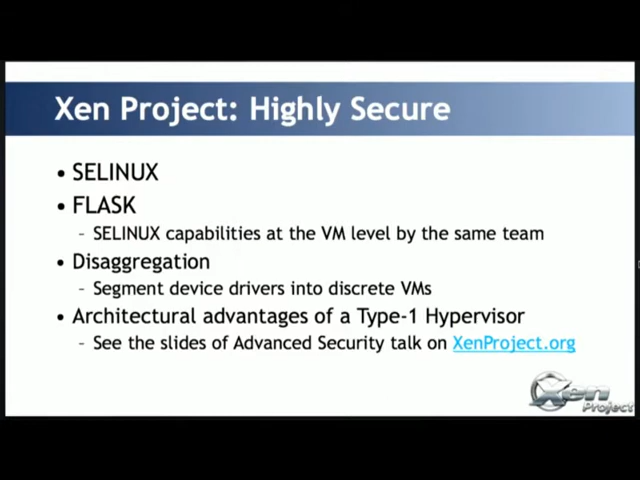 Xen Project: Highly Secure
• SELINUX
• FLASK
– SELINUX capabilities at the VM level by the same team
• Disaggregation
– Segment device drivers into discrete VMs
• Architectural advantages of a Type-1 Hypervisor
– See the slides of Advanced Security talk on XenProject.org
Xen
Project